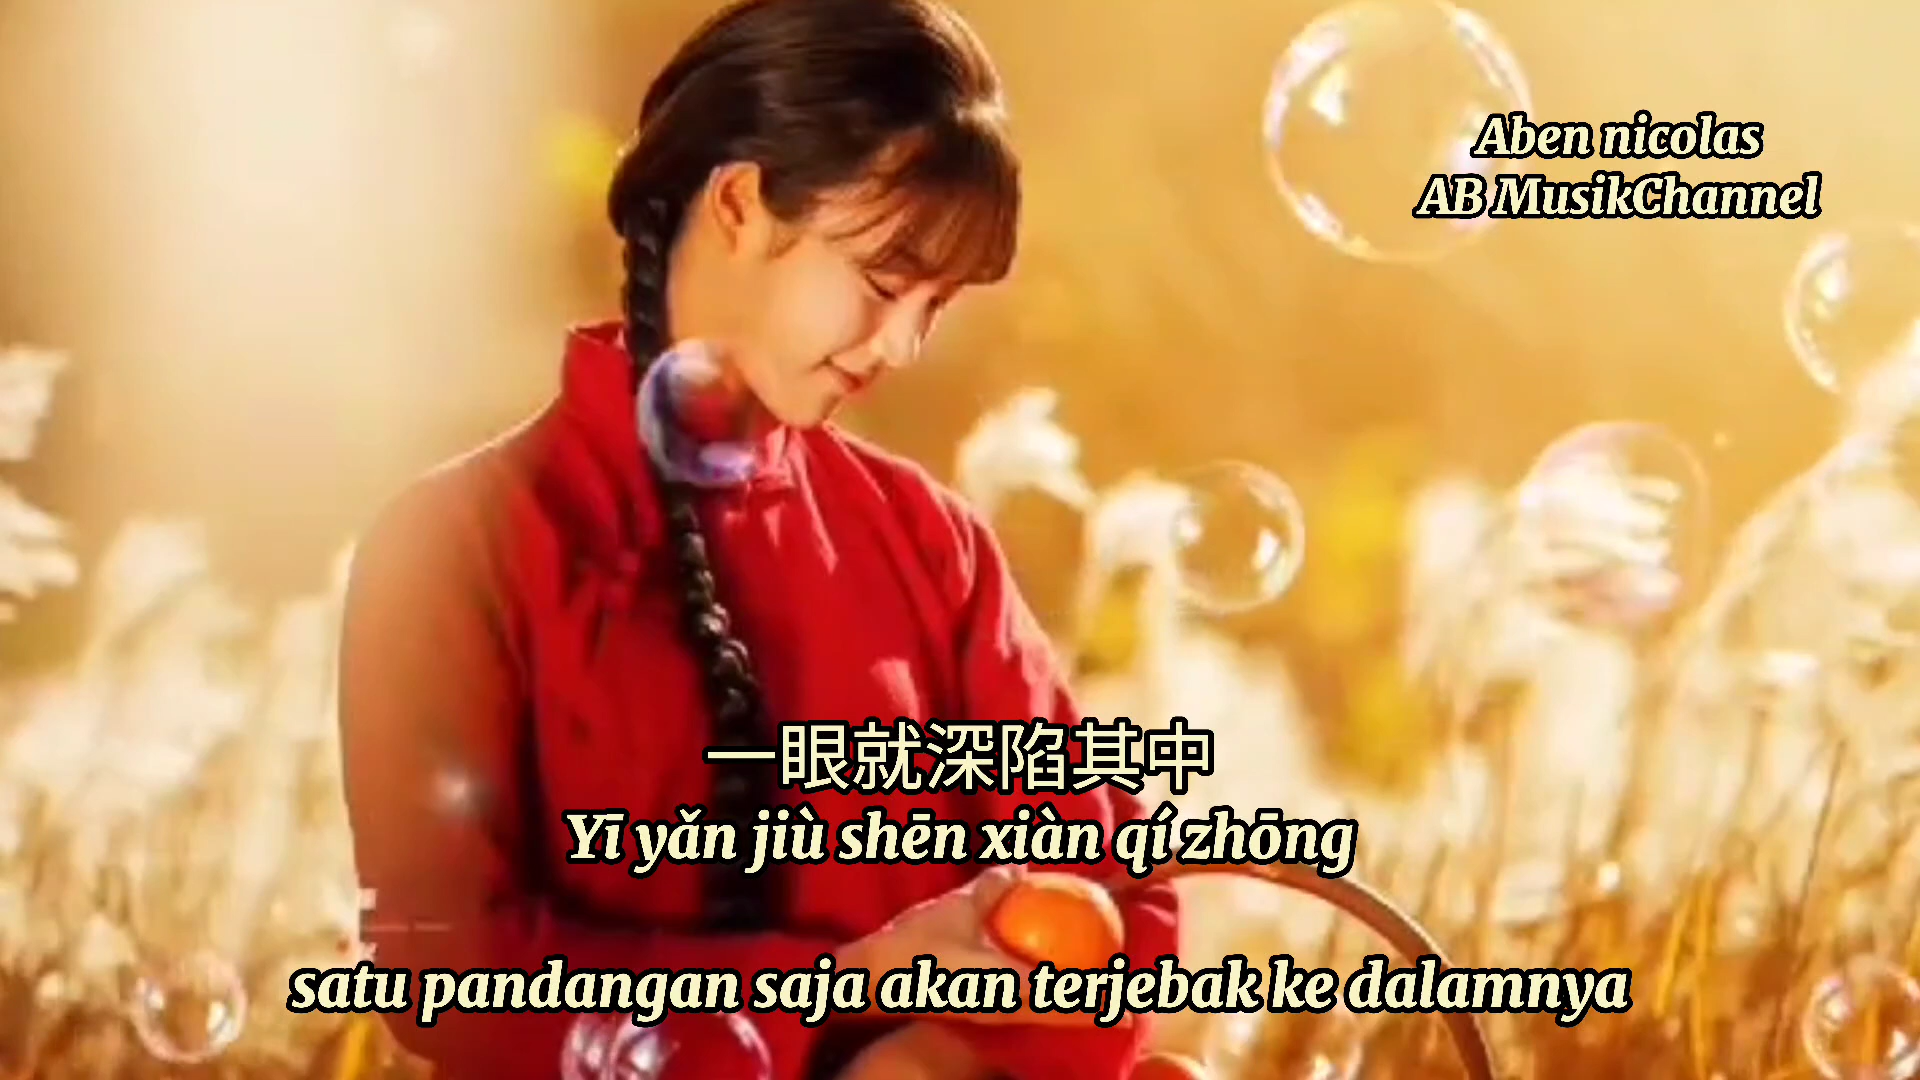 Aben nicolas
AB MusikChannel
一眼就深陷其中
Yī yǎn jiù shēn xiàn qí zhōng
satu pandangan saja akan terjebak ke dalamnya